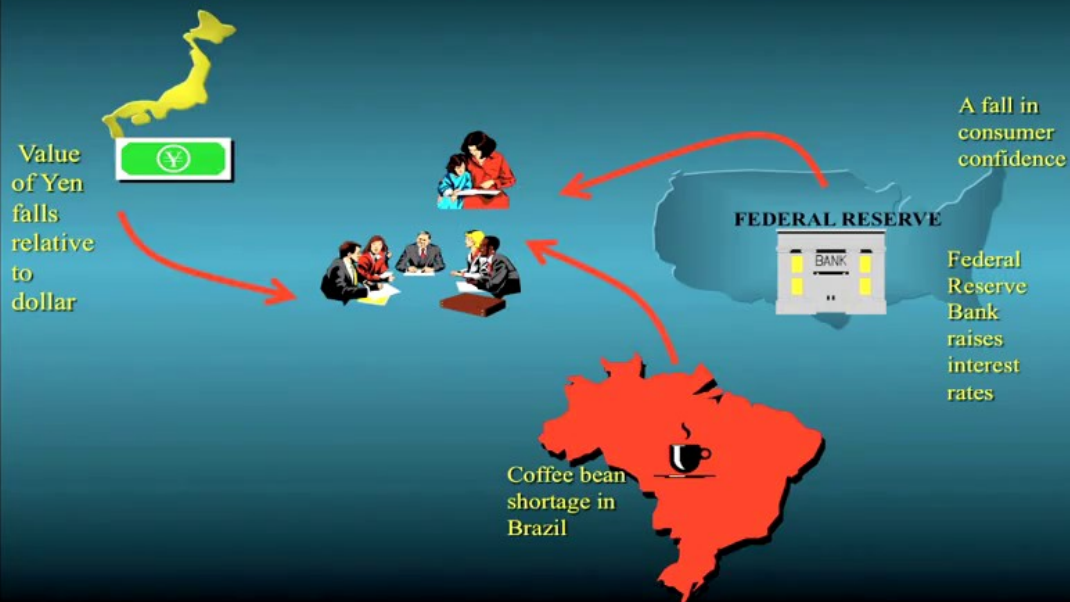 Value
of Yen
falls
relative
to
dollar
¥
A fall in
consumer
confidence
FEDERAL RESERVE
BANK
Federal
Reserve
Bank
raises
interest
rates
Coffee bean
shortage in
Brazil